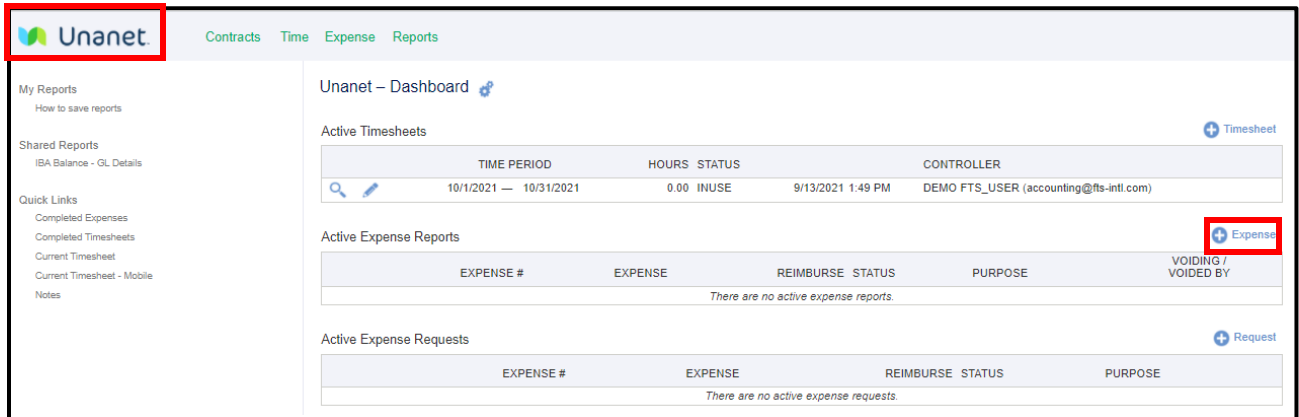 Unanet
Contracts Time Expense Reports
My Reports
How to save reports
Shared Reports
IBA Balance - GL Details
Quick Links
Completed Expenses
Completed Timesheets
Current Timesheet
Current Timesheet - Mobile
Notes
Unanet – Dashboard
Active Timesheets
Timesheet
TIME PERIOD HOURS STATUS CONTROLLER
10/1/2021 — 10/31/2021 0.00 INUSE 9/13/2021 1:49 PM DEMO FTS_USER (accounting@fts-intl.com)
Active Expense Reports
Expense
EXPENSE # EXPENSE REIMBURSE STATUS PURPOSE VOIDING /
VOIDED BY
There are no active expense reports.
Active Expense Requests
Request
EXPENSE # EXPENSE REIMBURSE STATUS PURPOSE
There are no active expense requests.